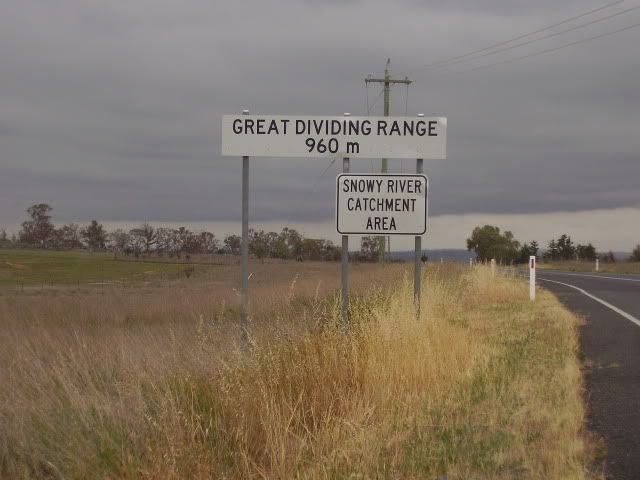 GREAT DIVIDING RANGE
960 m
SNOWY RIVER
CATCHMENT
AREA